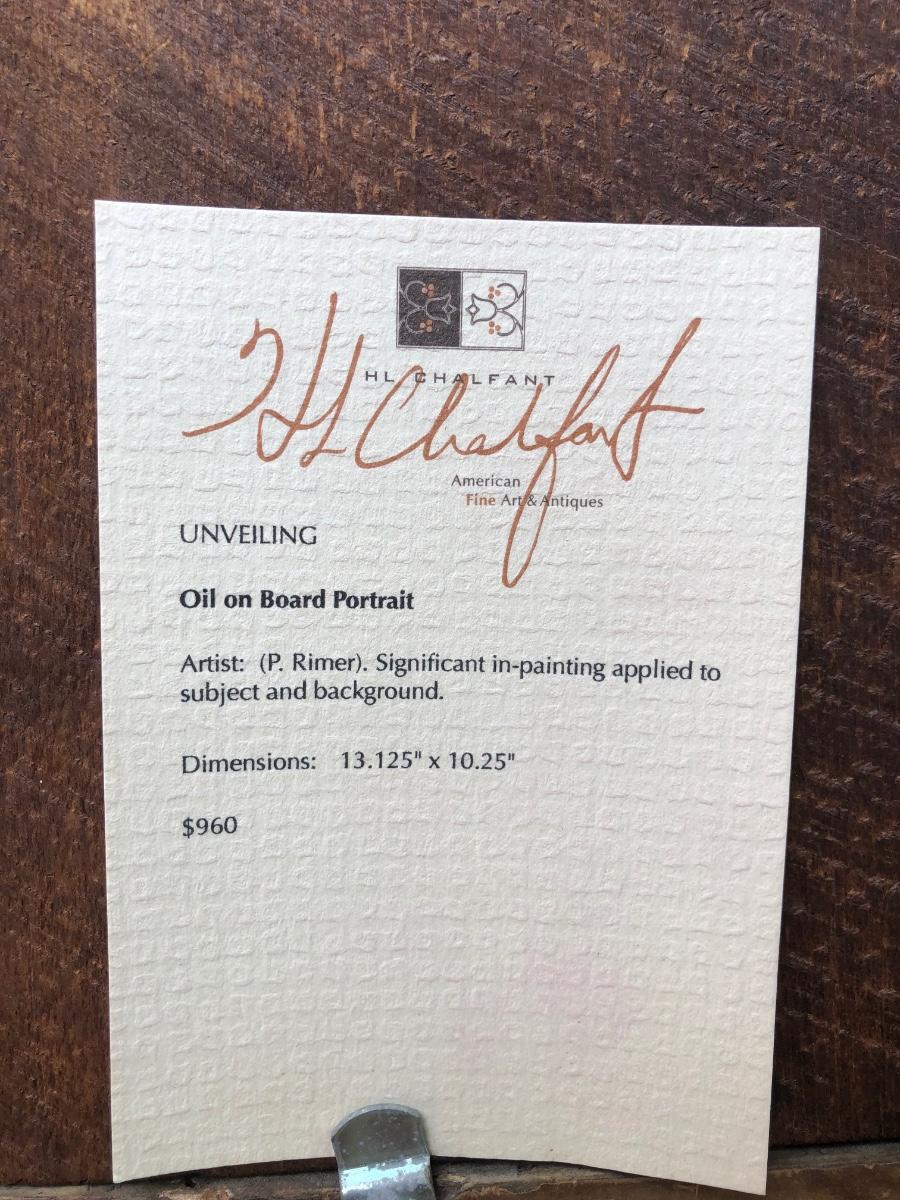 HL CHALFANT
HL Chalfant
American
Fine Art & Antiques
UNVEILING
Oil on Board Portrait
Artist: (P. Rimer). Significant in-painting applied to
subject and background.
Dimensions: 13.125" x 10.25"
$960